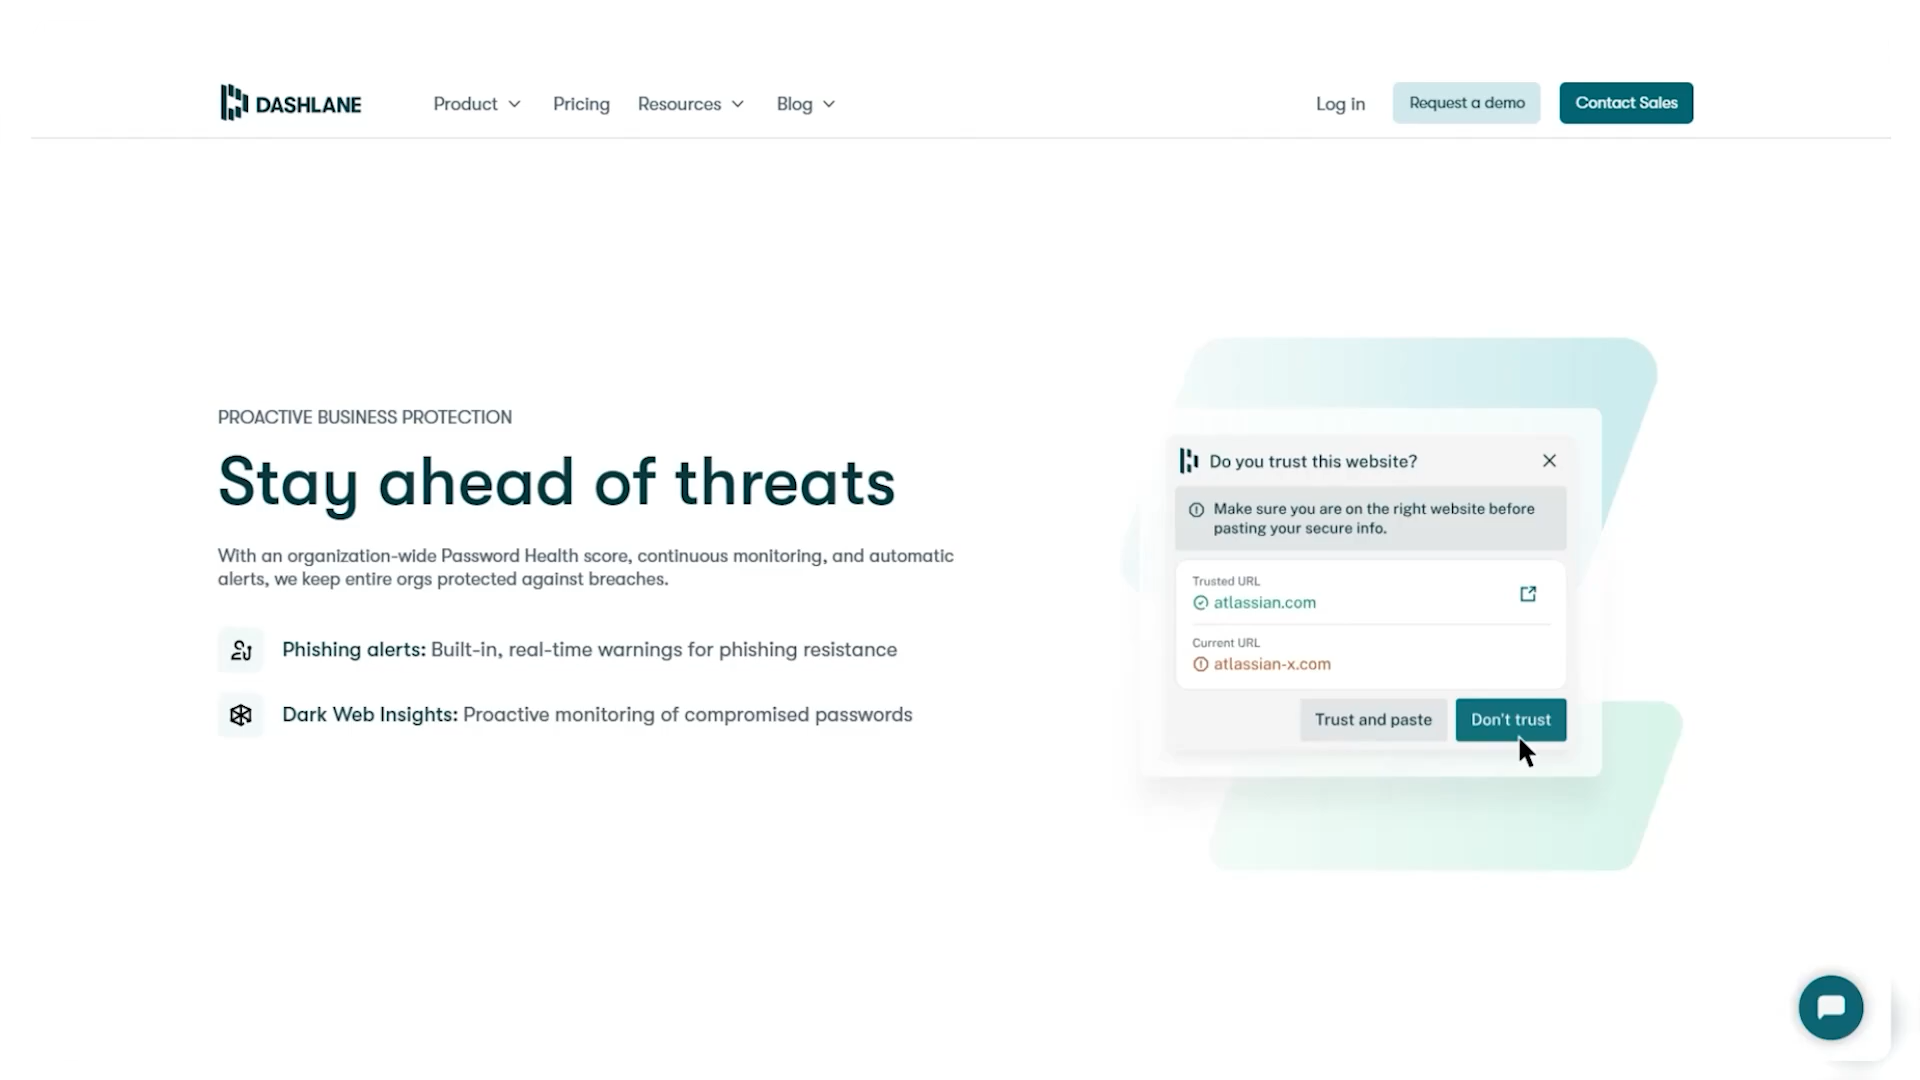 DASHLANE
Product
Pricing
Resources
Blog
Log in
Request a demo
Contact Sales
PROACTIVE BUSINESS PROTECTION
Stay ahead of threats
With an organization-wide Password Health score, continuous monitoring, and automatic
alerts, we keep entire orgs protected against breaches.
Phishing alerts: Built-in, real-time warnings for phishing resistance
Dark Web Insights: Proactive monitoring of compromised passwords
Do you trust this website?
Make sure you are on the right website before
pasting your secure info.
Trusted URL
atlassian.com
Current URL
atlassian-x.com
Trust and paste
Don't trust